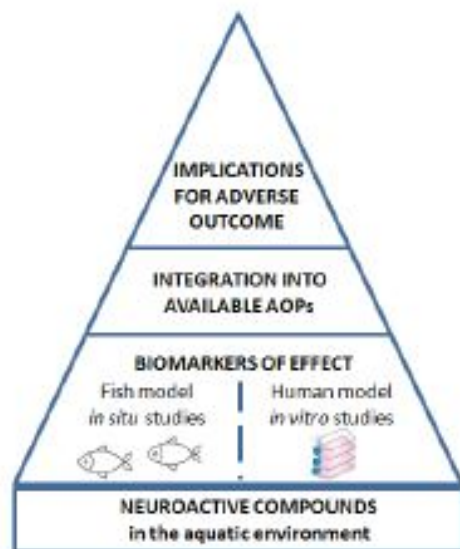 IMPLICATIONS
FOR ADVERSE
OUTCOME
INTEGRATION INTO
AVAILABLE AOPs
BIOMARKERS OF EFFECT
Fish model
in situ studies
Human model
in vitro studies
NEUROACTIVE COMPOUNDS
in the aquatic environment